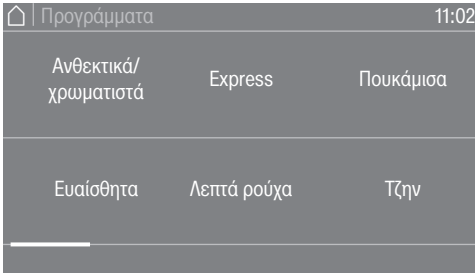 Προγράμματα 11:02
Ανθεκτικά/
χρωματιστά
Express
Πουκάμισα
Ευαίσθητα
Λεπτά ρούχα
Τζην